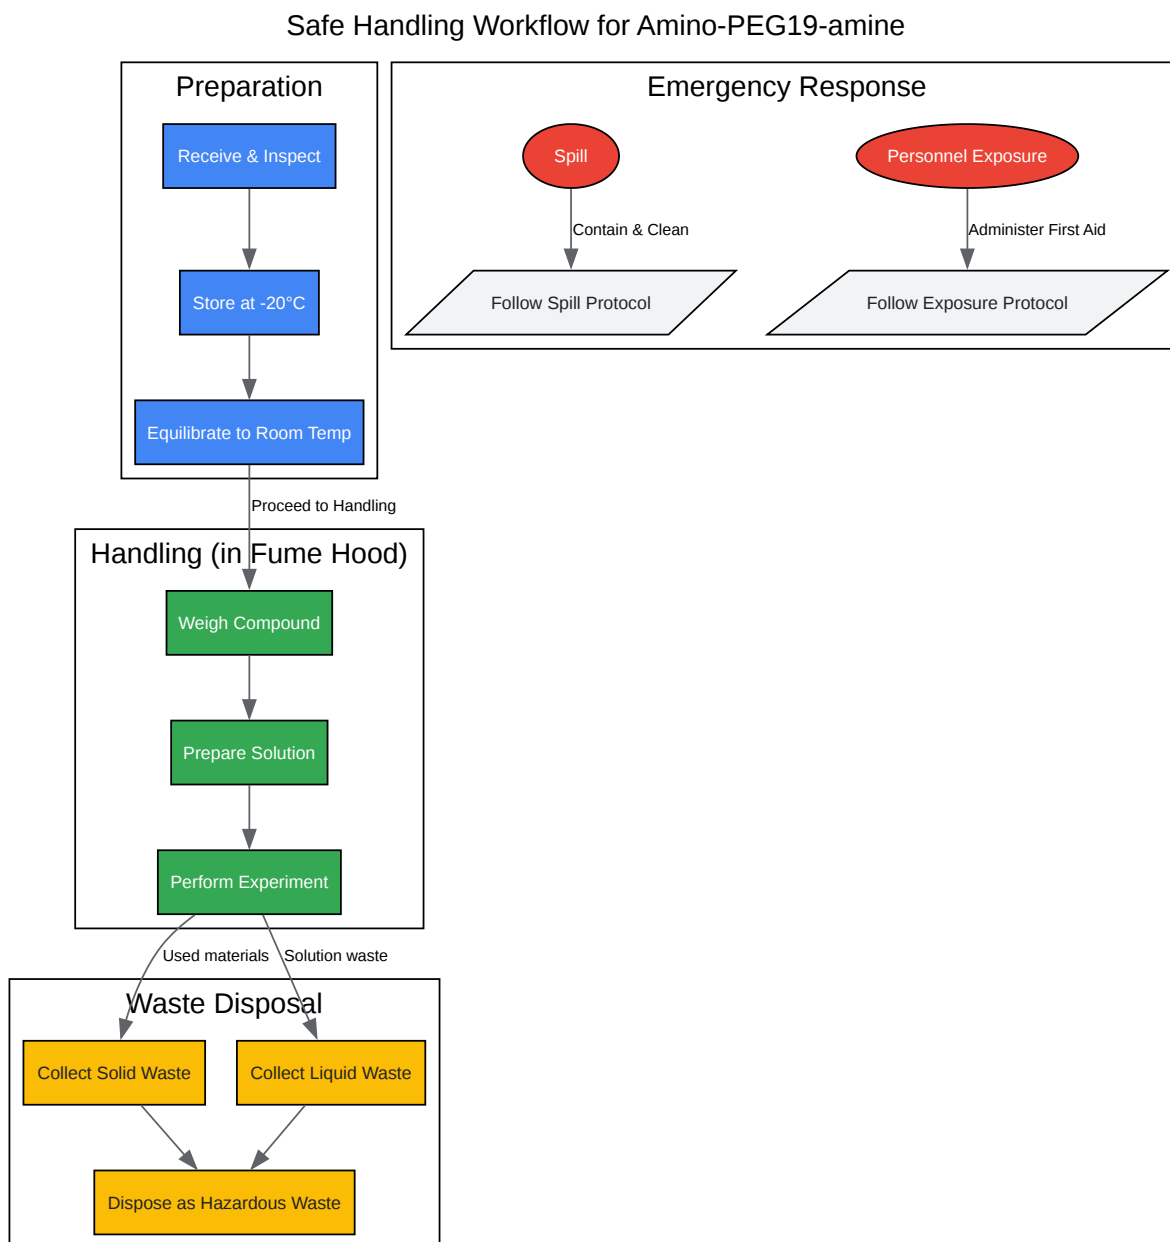 Safe Handling Workflow for Amino-PEG19-amine
Preparation
Receive & Inspect
Store at -20°C
Equilibrate to Room Temp
Emergency Response
Spill
Personnel Exposure
Contain & Clean
Administer First Aid
Follow Spill Protocol
Follow Exposure Protocol
Proceed to Handling
Handling (in Fume Hood)
Weigh Compound
Prepare Solution
Perform Experiment
Used materials
Solution waste
Waste Disposal
Collect Solid Waste
Collect Liquid Waste
Dispose as Hazardous Waste